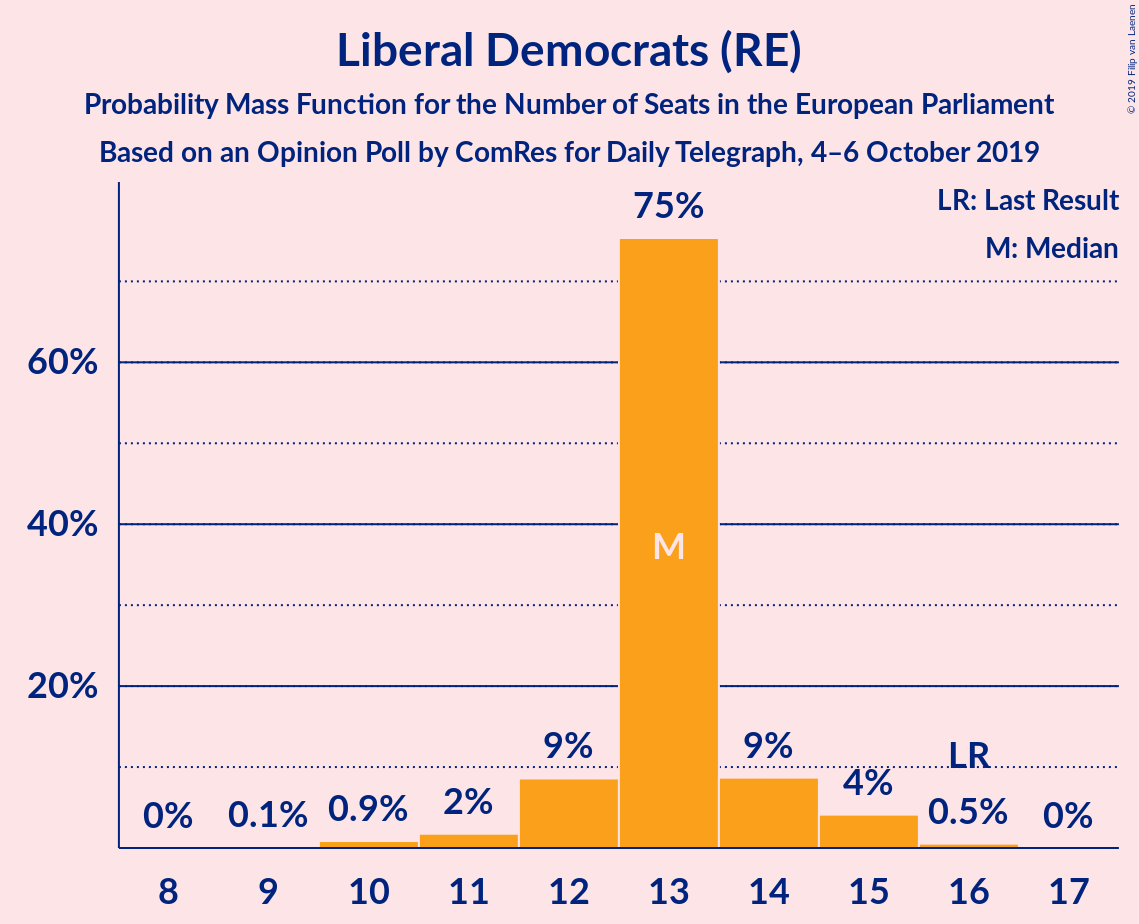 Liberal Democrats (RE)
Probability Mass Function for the Number of Seats in the European Parliament
Based on an Opinion Poll by ComRes for Daily Telegraph, 4–6 October 2019
© 2019 Filip van Laenen
LR: Last Result
M: Median
75%
60%
40%
M
20%
LR
9%
9%
4%
0%
0.1%
0.9%
2%
0.5%
0%
8 9 10 11 12 13 14 15 16 17